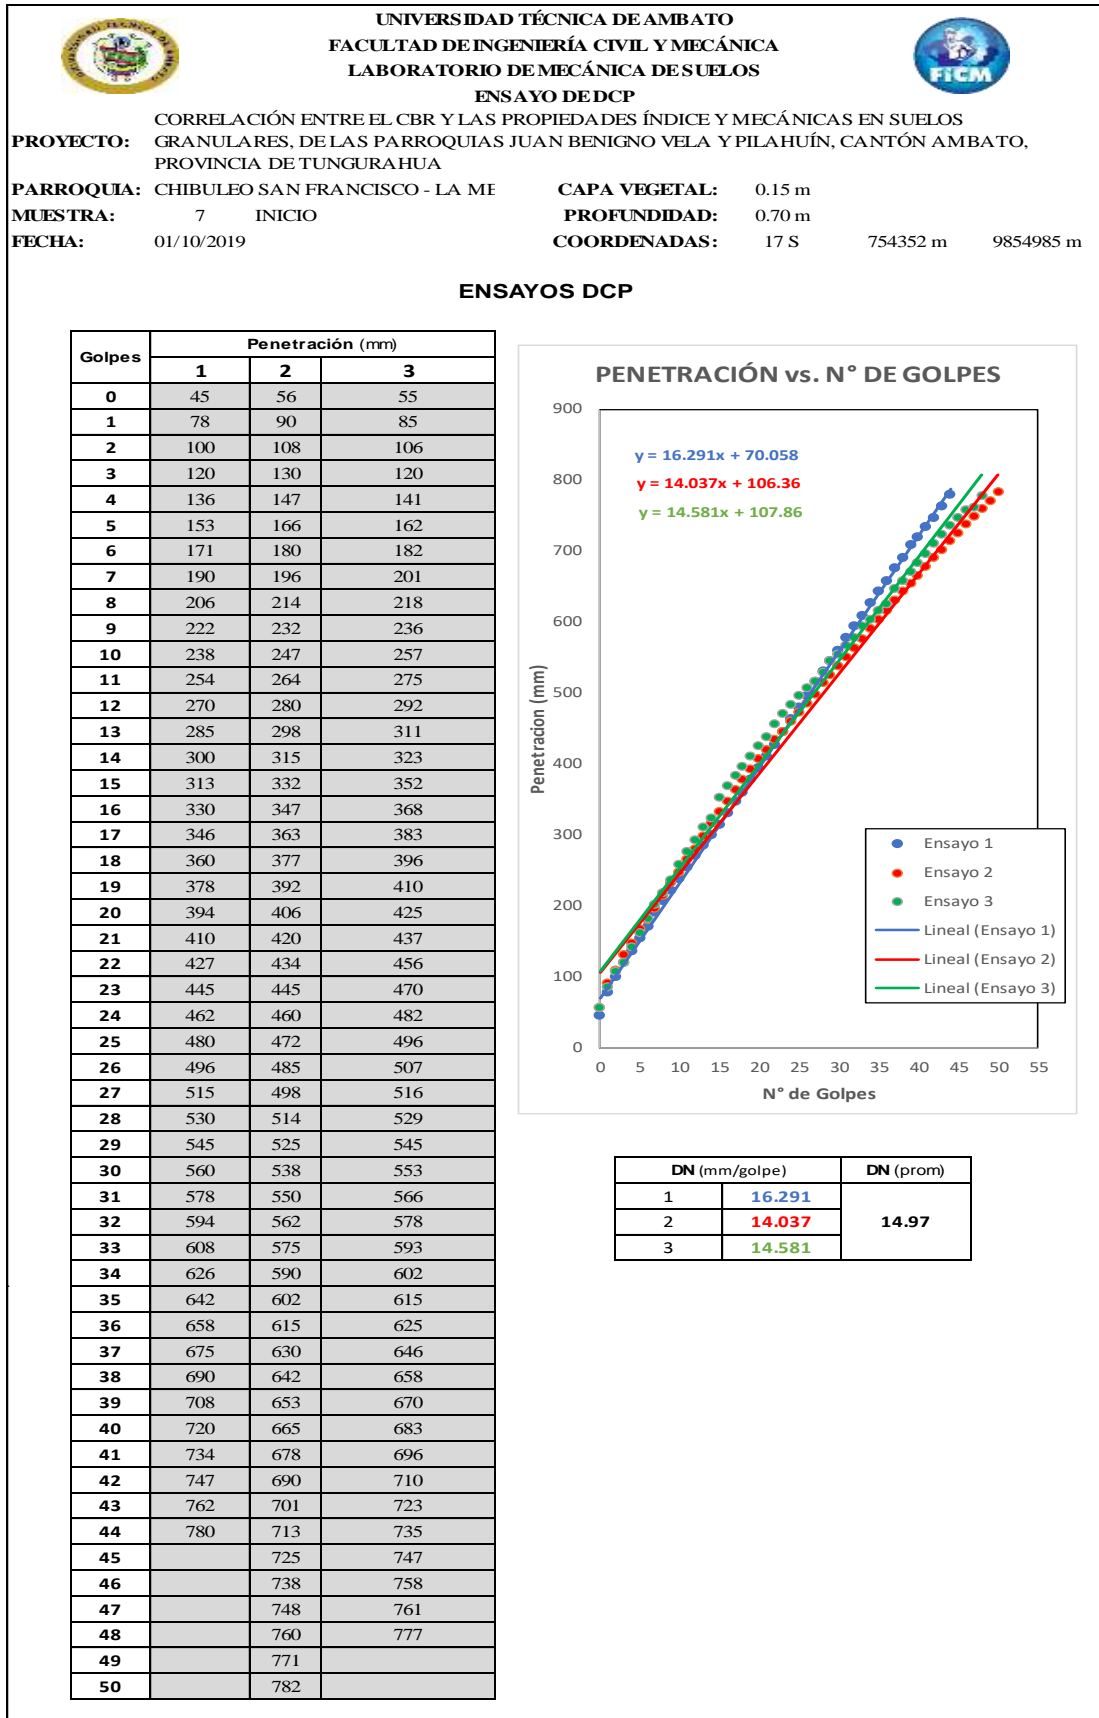 UNIVERSIDAD TÉCNICA DE AMBATO
FACULTAD DE INGENIERÍA CIVIL Y MECÁNICA
LABORATORIO DE MECÁNICA DE SUELOS
ENSAYO DE DCP
FICM
PROYECTO: CORRELACIÓN ENTRE EL CBR Y LAS PROPIEDADES ÍNDICE Y MECÁNICAS EN SUELOS
GRANULARES, DE LAS PARROQUIAS JUAN BENIGNO VELA Y PILAHUÍN, CANTÓN AMBATO,
PROVINCIA DE TUNGURAHUA
PARROQUIA: CHIBULEO SAN FRANCISCO - LA ME CAPA VEGETAL: 0.15 m
MUESTRA: 7 INICIO PROFUNDIDAD: 0.70 m
FECHA: 01/10/2019 COORDENADAS: 17 S 754352 m 9854985 m
ENSAYOS DCP
Golpes Penetración (mm)
1 2 3
0 45 56 55
1 78 90 85
2 100 108 106
3 120 130 120
4 136 147 141
5 153 166 162
6 171 180 182
7 190 196 201
8 206 214 218
9 222 232 236
10 238 247 257
11 254 264 275
12 270 280 292
13 285 298 311
14 300 315 323
15 313 332 352
16 330 347 368
17 346 363 383
18 360 377 396
19 378 392 410
20 394 406 425
21 410 420 437
22 427 434 456
23 445 445 470
24 462 460 482
25 480 472 496
26 496 485 507
27 515 498 516
28 530 514 529
29 545 525 545
30 560 538 553
31 578 550 566
32 594 562 578
33 608 575 593
34 626 590 602
35 642 602 615
36 658 615 625
37 675 630 646
38 690 642 658
39 708 653 670
40 720 665 683
41 734 678 696
42 747 690 710
43 762 701 723
44 780 713 735
45 725 747
46 738 758
47 748 761
48 760 777
49 771
50 782
PENETRACIÓN vs. N° DE GOLPES
y = 16.291x + 70.058
y = 14.037x + 106.36
y = 14.581x + 107.86
900
800
700
600
500
400
300
200
100
0
Penetracion (mm)
0 5 10 15 20 25 30 35 40 45 50 55
N° de Golpes
Ensayo 1
Ensayo 2
Ensayo 3
Lineal (Ensayo 1)
Lineal (Ensayo 2)
Lineal (Ensayo 3)
DN (mm/golpe) DN (prom)
1 16.291
2 14.037 14.97
3 14.581